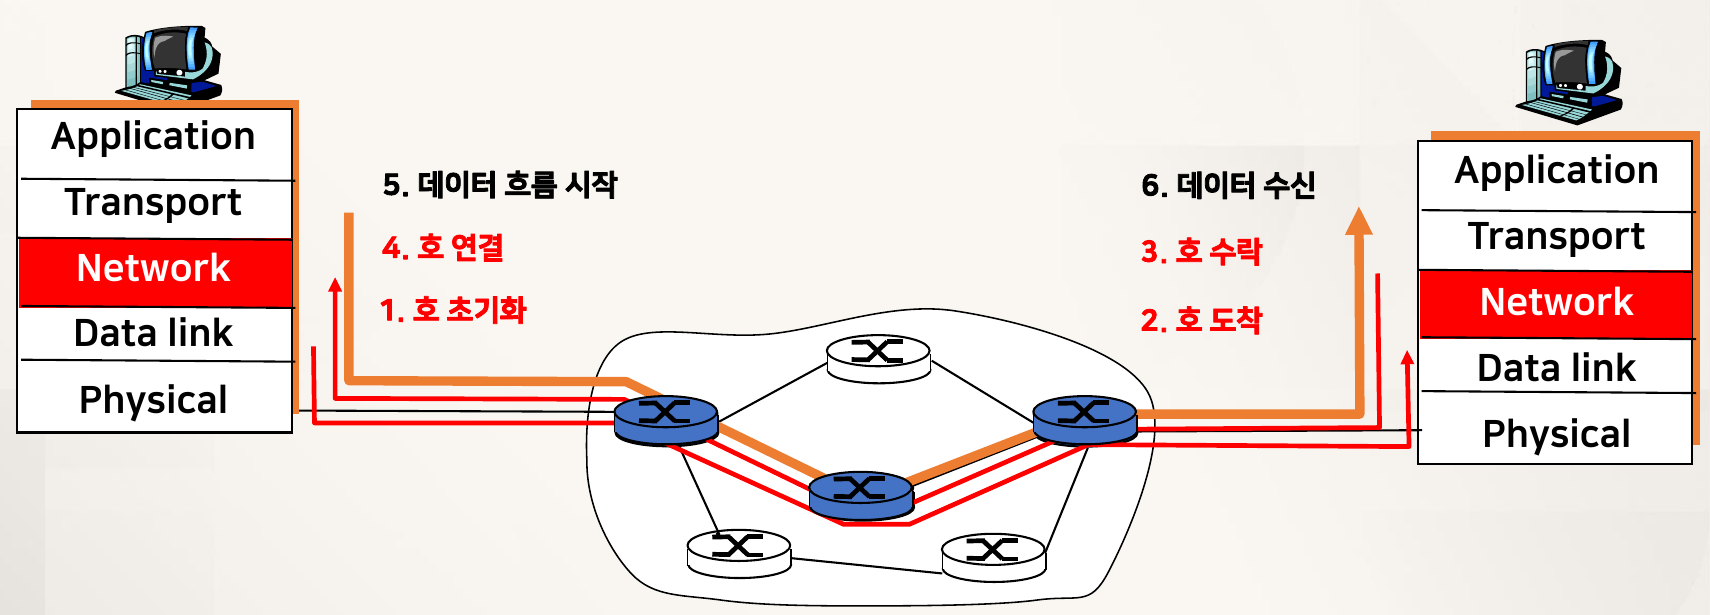 Application
Transport
Network
Data link
Physical
5. 데이터 흐름 시작
4. 호 연결
1. 호 초기화
6. 데이터 수신
3. 호 수락
2. 호 도착
Application
Transport
Network
Data link
Physical